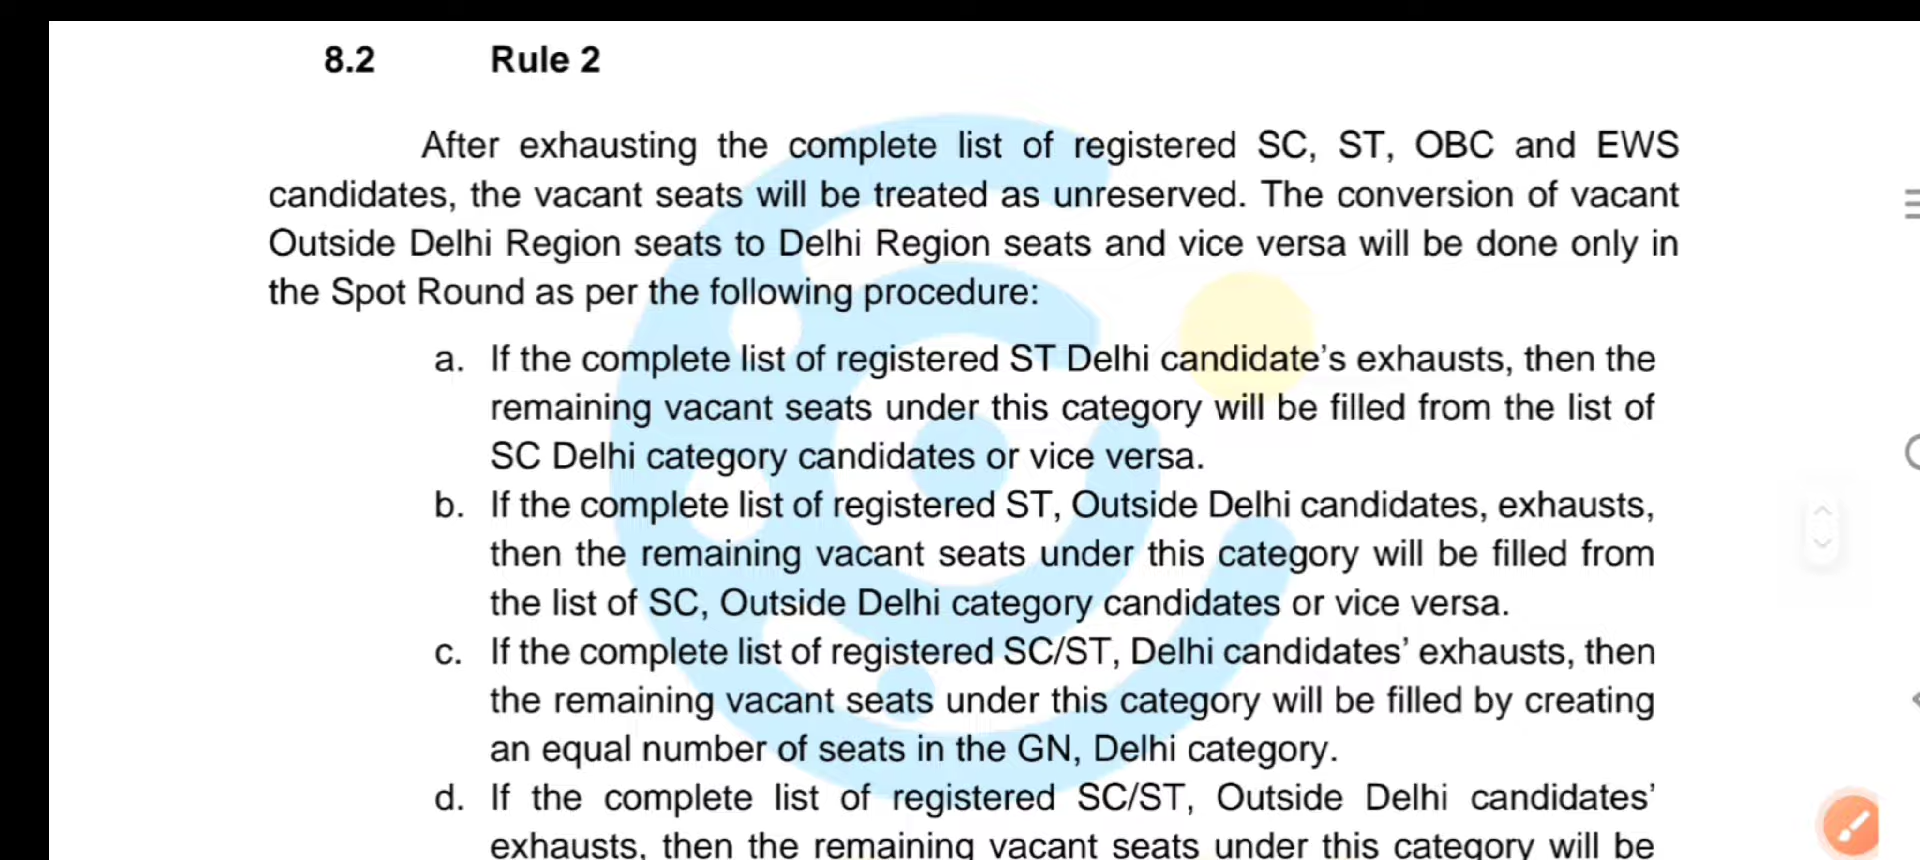 8.2 Rule 2
After exhausting the complete list of registered SC, ST, OBC and EWS
candidates, the vacant seats will be treated as unreserved. The conversion of vacant
Outside Delhi Region seats to Delhi Region seats and vice versa will be done only in
the Spot Round as per the following procedure:
a. If the complete list of registered ST Delhi candidate’s exhausts, then the
remaining vacant seats under this category will be filled from the list of
SC Delhi category candidates or vice versa.
b. If the complete list of registered ST, Outside Delhi candidates, exhausts,
then the remaining vacant seats under this category will be filled from
the list of SC, Outside Delhi category candidates or vice versa.
c. If the complete list of registered SC/ST, Delhi candidates’ exhausts, then
the remaining vacant seats under this category will be filled by creating
an equal number of seats in the GN, Delhi category.
d. If the complete list of registered SC/ST, Outside Delhi candidates’
exhausts, then the remaining vacant seats under this category will be